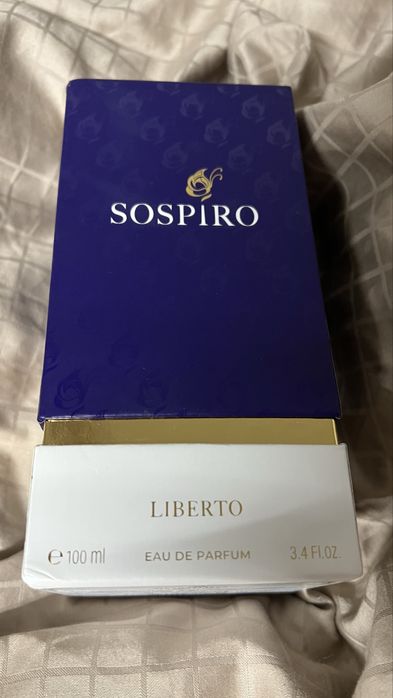 SOSPIRO
LIBERTO
℮ 100 ml EAU DE PARFUM 3.4 Fl.oz.